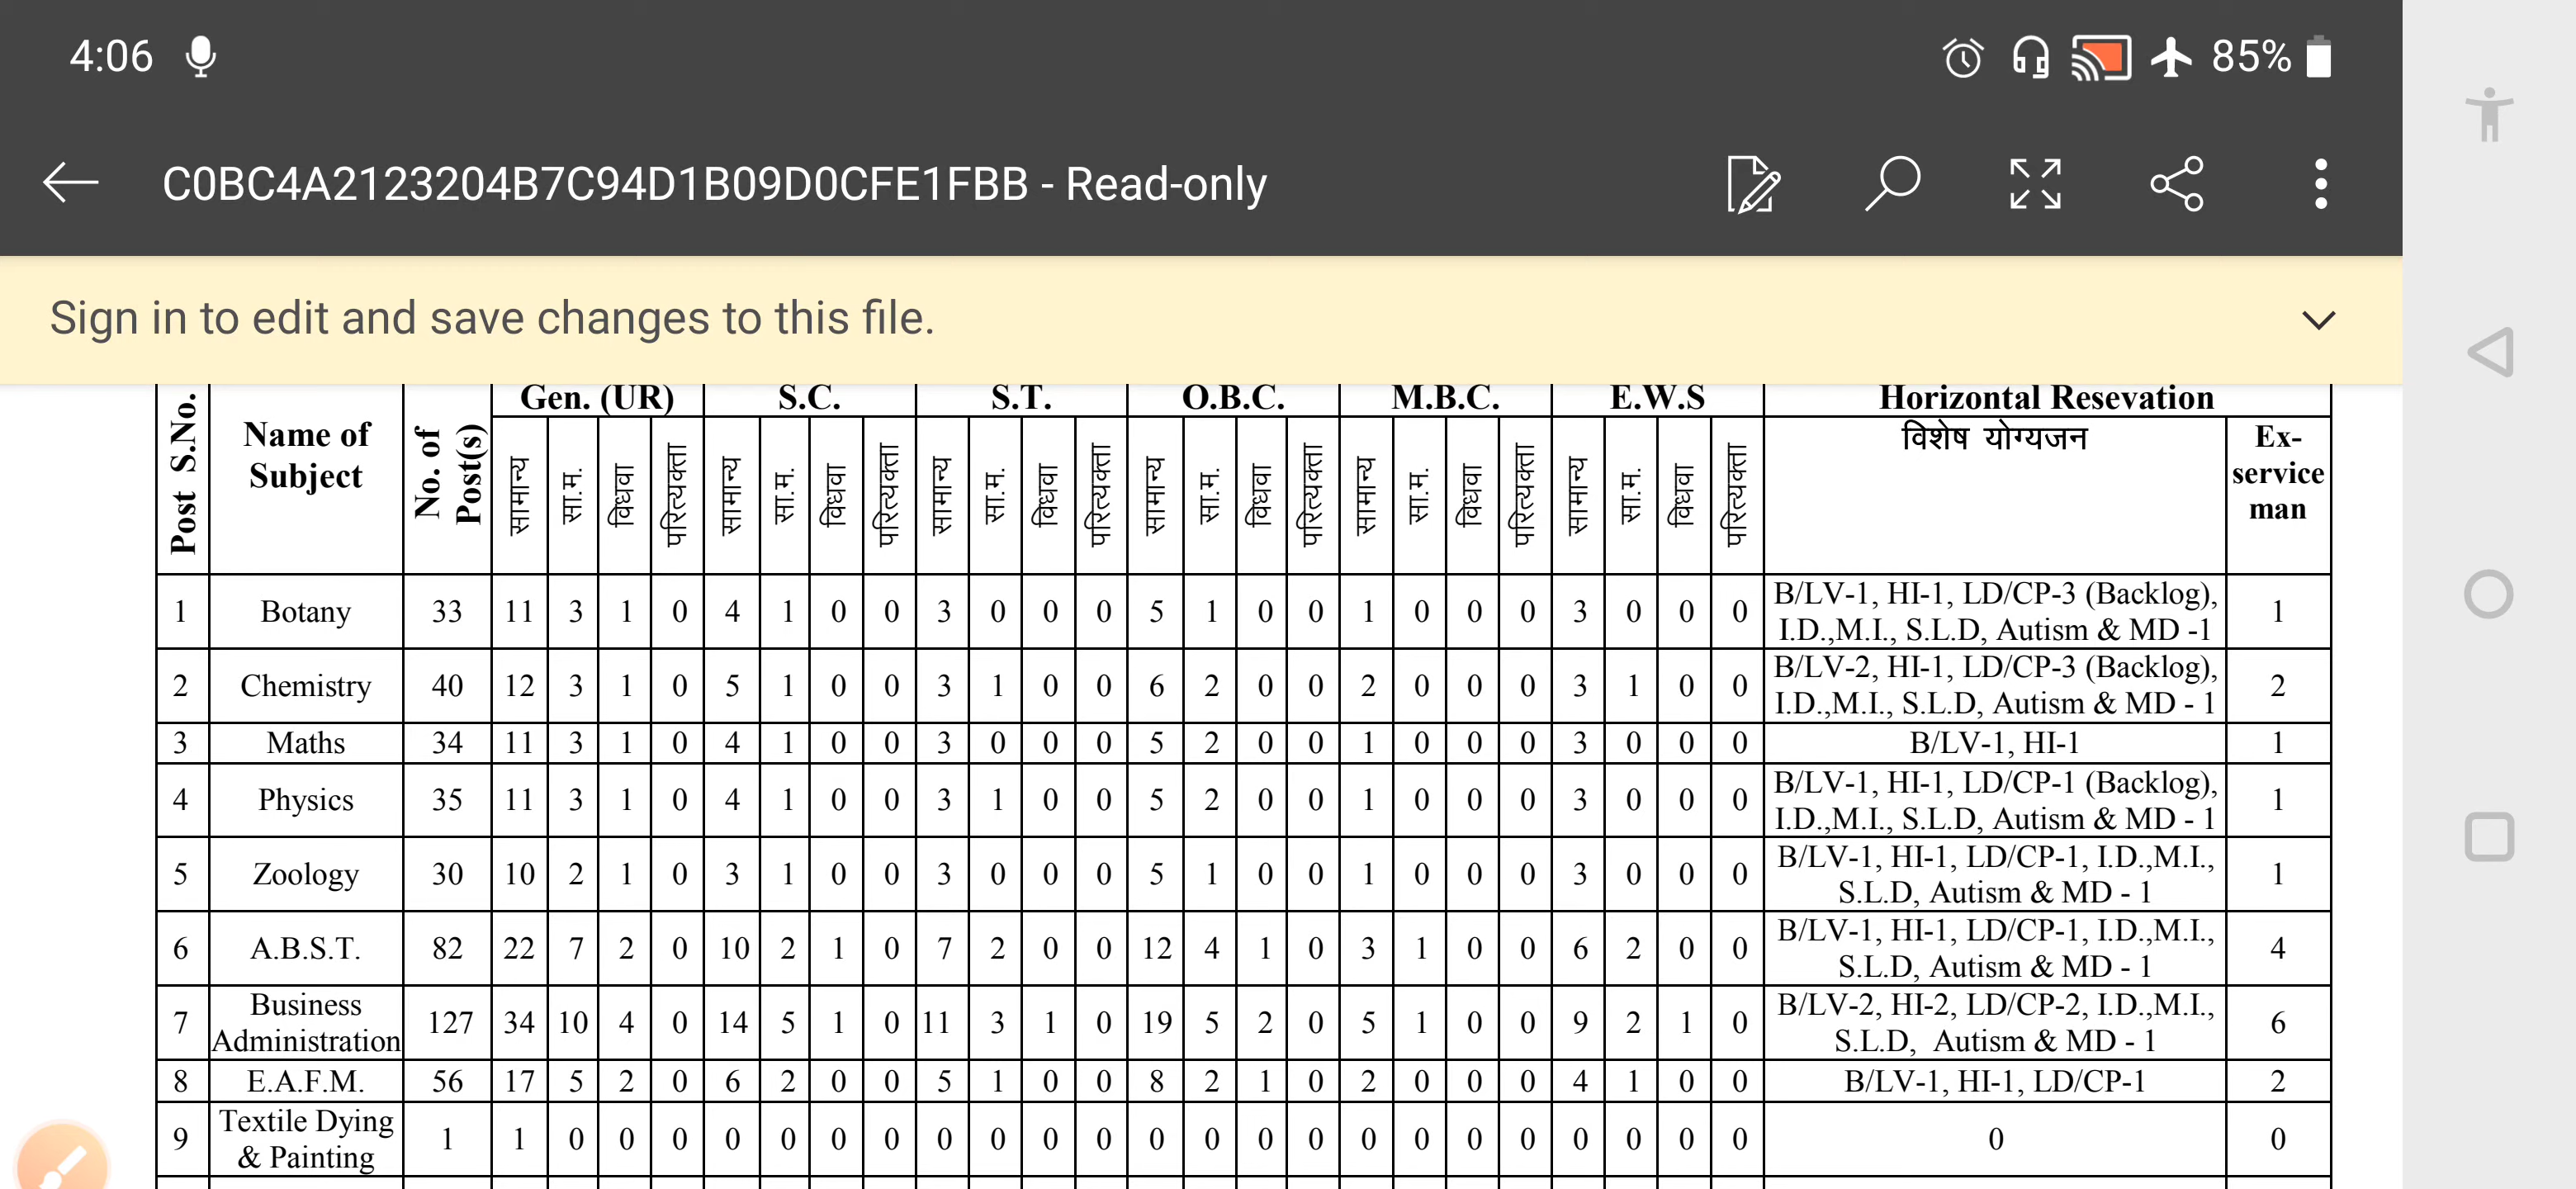 4:06 85%
C0BC4A2123204B7C94D1B09D0CFE1FBB - Read-only
Sign in to edit and save changes to this file.
Post S.No. Name of Subject No. of Post(s) Gen. (UR) S.C. S.T. O.B.C. M.B.C. E.W.S Horizontal Resevation
सामान्य सा.म. विधवा परित्यक्ता सामान्य सा.म. विधवा परित्यक्ता सामान्य सा.म. विधवा परित्यक्ता सामान्य सा.म. विधवा परित्यक्ता सामान्य सा.म. विधवा परित्यक्ता सामान्य सा.म. विधवा परित्यक्ता विशेष योग्यजन Ex-service man
1 Botany 33 11 3 1 0 4 1 0 0 3 0 0 0 5 1 0 0 1 0 0 0 3 0 0 0 B/LV-1, HI-1, LD/CP-3 (Backlog), I.D.,M.I., S.L.D, Autism & MD -1 1
2 Chemistry 40 12 3 1 0 5 1 0 0 3 1 0 0 6 2 0 0 2 0 0 0 3 1 0 0 B/LV-2, HI-1, LD/CP-3 (Backlog), I.D.,M.I., S.L.D, Autism & MD - 1 2
3 Maths 34 11 3 1 0 4 1 0 0 3 0 0 0 5 2 0 0 1 0 0 0 3 0 0 0 B/LV-1, HI-1 1
4 Physics 35 11 3 1 0 4 1 0 0 3 1 0 0 5 2 0 0 1 0 0 0 3 0 0 0 B/LV-1, HI-1, LD/CP-1 (Backlog), I.D.,M.I., S.L.D, Autism & MD - 1 1
5 Zoology 30 10 2 1 0 3 1 0 0 3 0 0 0 5 1 0 0 1 0 0 0 3 0 0 0 B/LV-1, HI-1, LD/CP-1, I.D.,M.I., S.L.D, Autism & MD - 1 1
6 A.B.S.T. 82 22 7 2 0 10 2 1 0 7 2 0 0 12 4 1 0 3 1 0 0 6 2 0 0 B/LV-1, HI-1, LD/CP-1, I.D.,M.I., S.L.D, Autism & MD - 1 4
7 Business Administration 127 34 10 4 0 14 5 1 0 11 3 1 0 19 5 2 0 5 1 0 0 9 2 1 0 B/LV-2, HI-2, LD/CP-2, I.D.,M.I., S.L.D, Autism & MD - 1 6
8 E.A.F.M. 56 17 5 2 0 6 2 0 0 5 1 0 0 8 2 1 0 2 0 0 0 4 1 0 0 B/LV-1, HI-1, LD/CP-1 2
9 Textile Dying & Painting 1 1 0 0 0 0 0 0 0 0 0 0 0 0 0 0 0 0 0 0 0 0 0 0 0 0 0